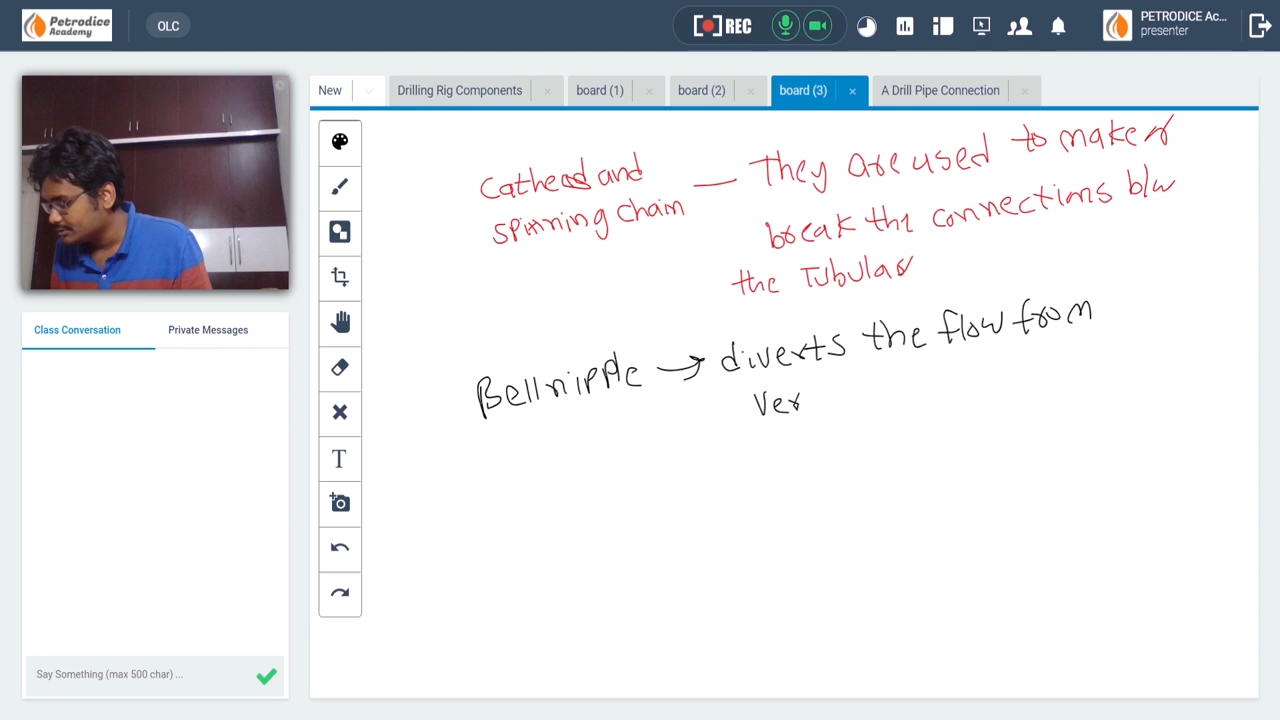 Petrodice
Academy
OLC
REC
PETRODICE Ac...
presenter
New
Drilling Rig Components
board (1)
board (2)
board (3)
A Drill Pipe Connection
Class Conversation
Private Messages
Say Something (max 500 char) ...
T
Cathead and — They are used to make &
spinning chain break the connections b/w
the Tubular
Bellnipple → diverts the flow from
Ver